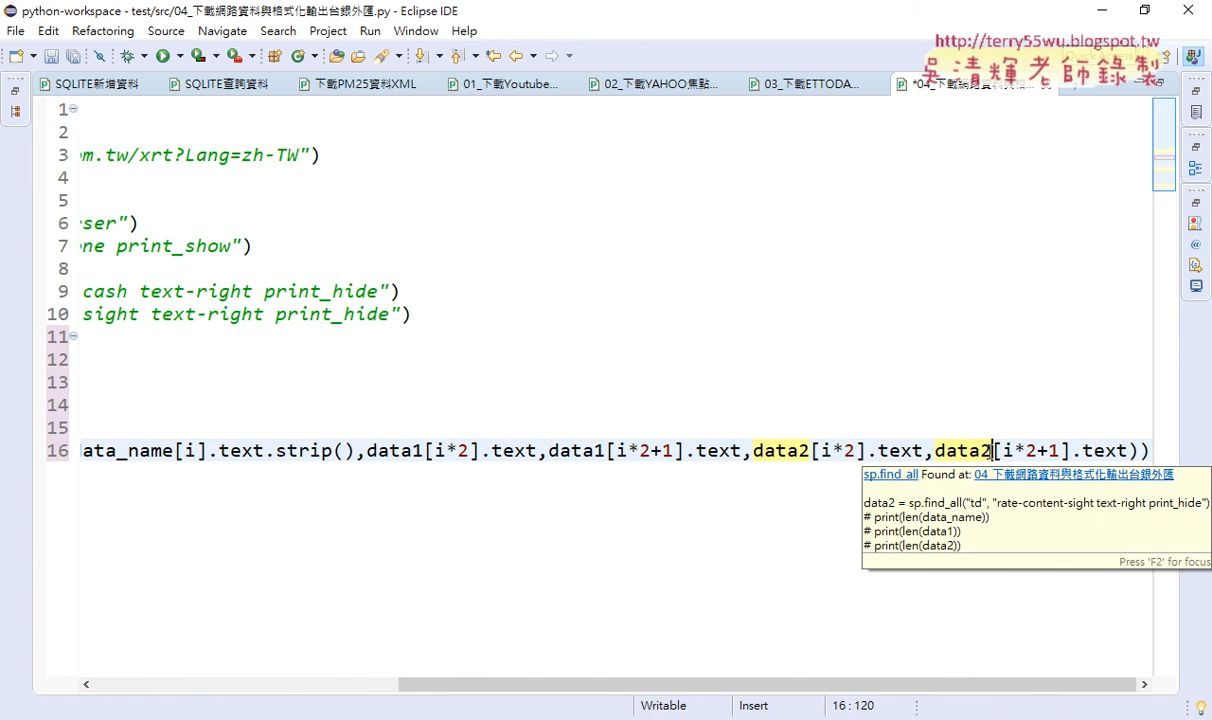 python-workspace - test/src/04_下載網路資料與格式化輸出台銀外匯.py - Eclipse IDE
File Edit Refactoring Source Navigate Search Project Run Window Help
http://terry55wu.blogspot.tw
吳清輝老師錄製
SQLITE新增資料 SQLITE查詢資料 下載PM25資料XML 01_下載Youtube... 02_下載YAHOO焦點... 03_下載ETTODA...
1
2
3 om.tw/xrt?Lang=zh-TW")
4
5
6 rser")
7 one print_show")
8
9 cash text-right print_hide")
10 sight text-right print_hide")
11
12
13
14
15
16 data_name[i].text.strip(),data1[i*2].text,data1[i*2+1].text,data2[i*2].text,data2[i*2+1].text))
sp.find_all Found at: 04_下載網路資料與格式化輸出台銀外匯
data2 = sp.find_all("td", "rate-content-sight text-right print_hide")
# print(len(data_name))
# print(len(data1))
# print(len(data2))
Press 'F2' for focus
Writable Insert 16 : 120